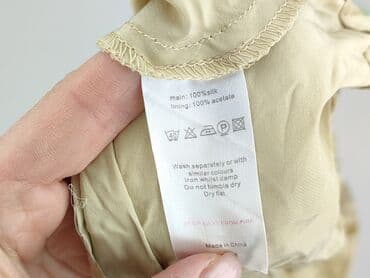 Main: 100%silk
lining: 100% acetate
Wash separately or with
similar colours
Iron whilst damp
Do not tumble dry
Dry flat
Made in China